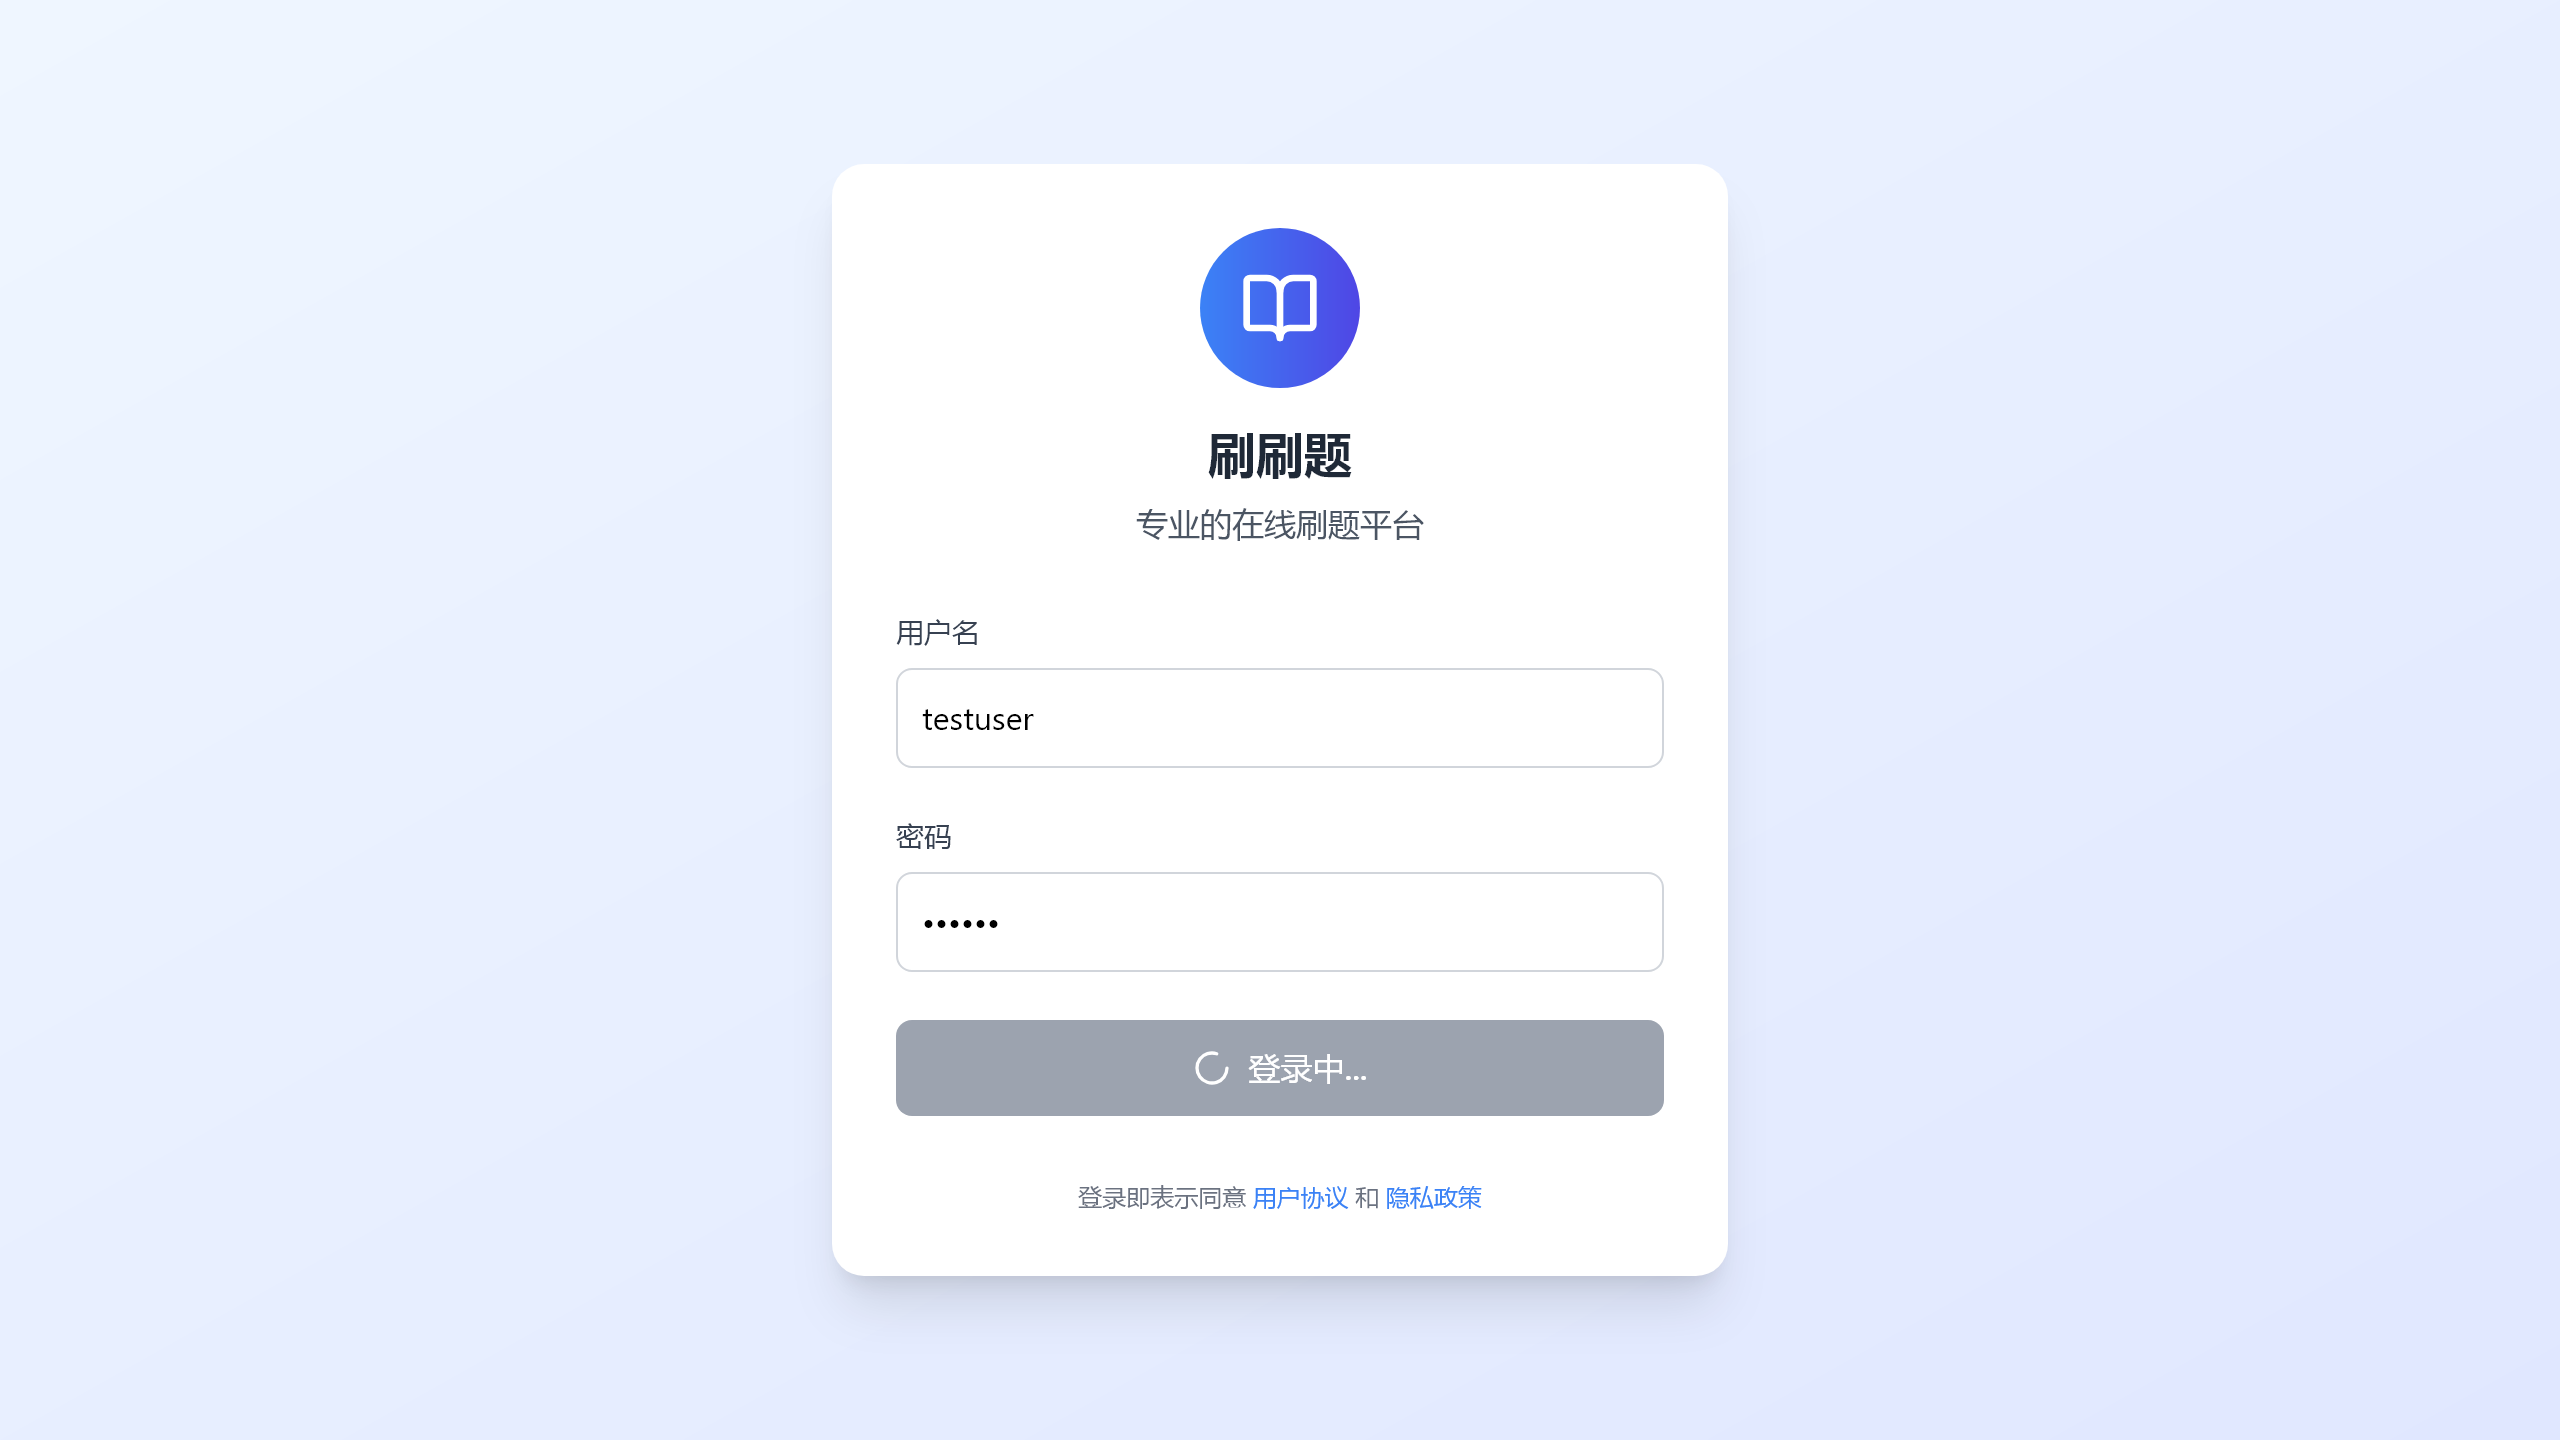 刷刷题
专业的在线刷题平台
用户名
testuser
密码
••••••
登录中...
登录即表示同意 用户协议 和 隐私政策